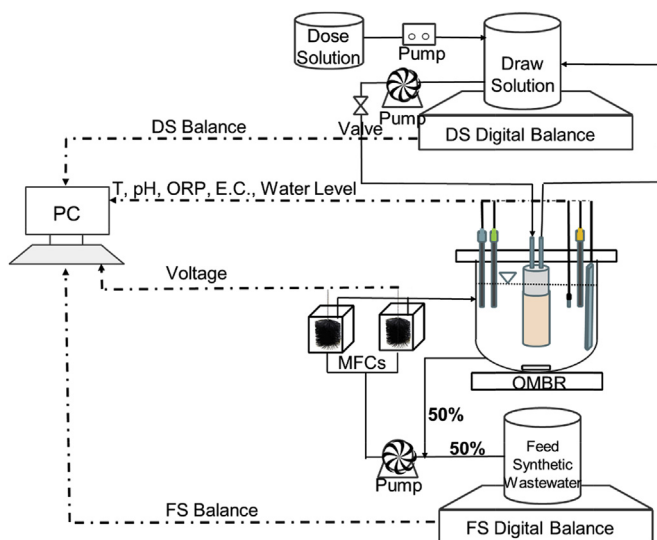 Dose
Solution
Pump
Draw
Solution
Pump
Valve
DS Balance
DS Digital Balance
T, pH, ORP, E.C., Water Level
PC
Voltage
MFCs
OMBR
50%
50%
Feed
Synthetic
Wastewater
Pump
FS Balance
FS Digital Balance